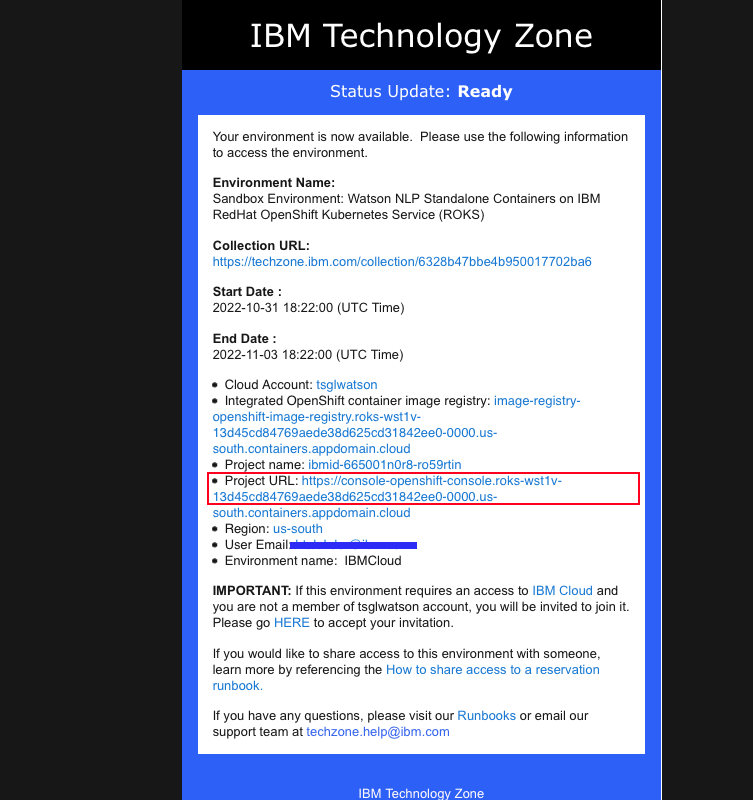 IBM Technology Zone
Status Update: Ready
Your environment is now available.  Please use the following information
to access the environment.
Environment Name:
Sandbox Environment: Watson NLP Standalone Containers on IBM
RedHat OpenShift Kubernetes Service (ROKS)
Collection URL:
https://techzone.ibm.com/collection/6328b47bbe4b950017702ba6
Start Date :
2022-10-31 18:22:00 (UTC Time)
End Date :
2022-11-03 18:22:00 (UTC Time)
• Cloud Account: tsglwatson
• Integrated OpenShift container image registry: image-registry-
openshift-image-registry.roks-wst1v-
13d45cd84769aede38d625cd31842ee0-0000.us-
south.containers.appdomain.cloud
• Project name: ibmid-665001n0r8-ro59rtin
• Project URL: https://console-openshift-console.roks-wst1v-
13d45cd84769aede38d625cd31842ee0-0000.us-
south.containers.appdomain.cloud
• Region: us-south
• User Email:
• Environment name:  IBMCloud
IMPORTANT: If this environment requires an access to IBM Cloud and
you are not a member of tsglwatson account, you will be invited to join it.
Please go HERE to accept your invitation.
If you would like to share access to this environment with someone,
learn more by referencing the How to share access to a reservation
runbook.
If you have any questions, please visit our Runbooks or email our
support team at techzone.help@ibm.com
IBM Technology Zone